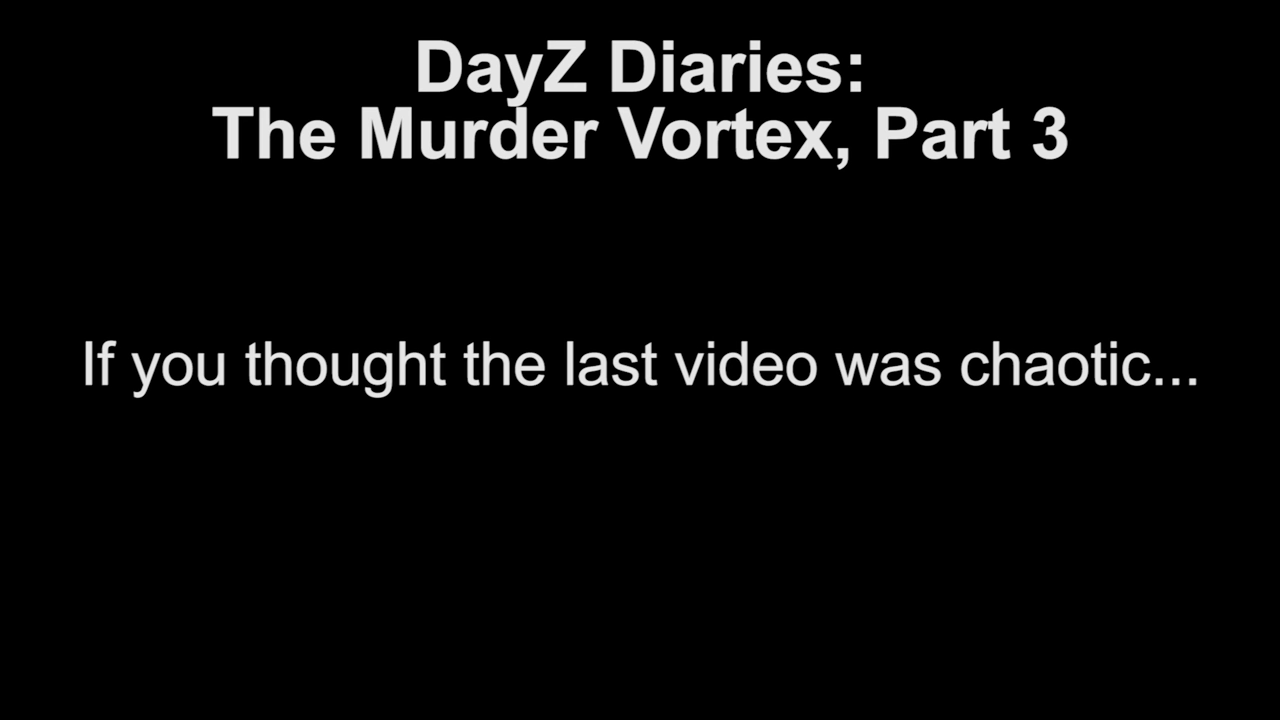 DayZ Diaries:
The Murder Vortex, Part 3
If you thought the last video was chaotic...